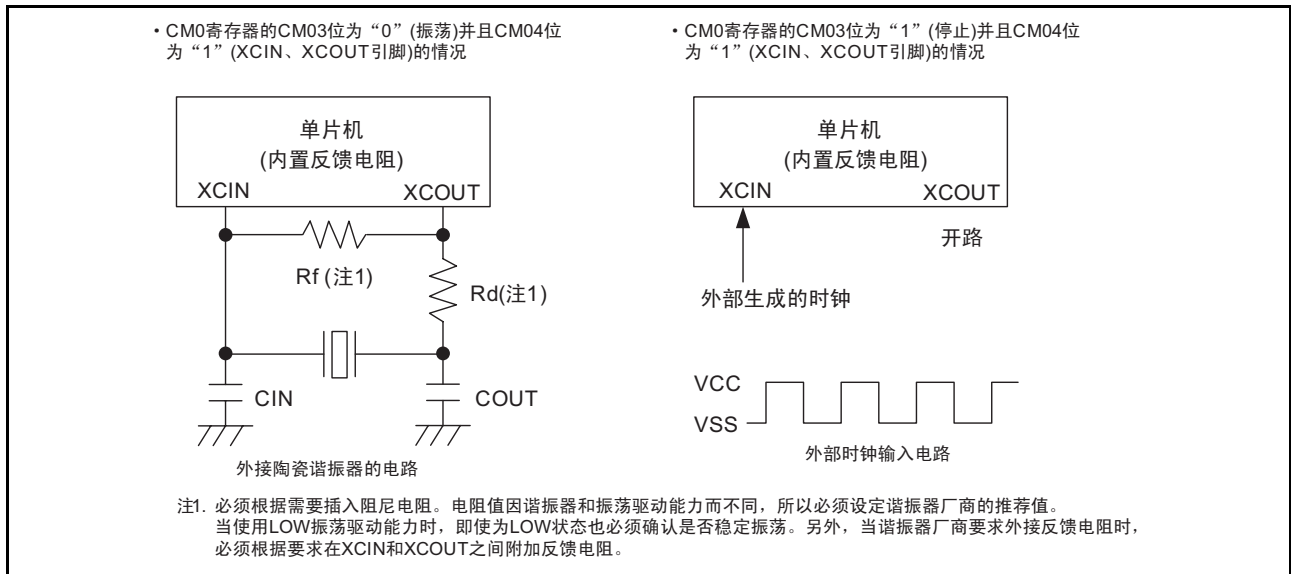 • CM0寄存器的CM03位为“0”(振荡)并且CM04位
为“1”(XCIN、XCOUT引脚)的情况
单片机
(内置反馈电阻)
XCIN
XCOUT
Rf (注1)
Rd(注1)
CIN
COUT
外接陶瓷谐振器的电路
• CM0寄存器的CM03位为“1”(停止)并且CM04位
为“1”(XCIN、XCOUT引脚)的情况
单片机
(内置反馈电阻)
XCIN
XCOUT
开路
外部生成的时钟
VCC
VSS
外部时钟输入电路
注1. 必须根据需要插入阻尼电阻。电阻值因谐振器和振荡驱动能力而不同，所以必须设定谐振器厂商的推荐值。
当使用LOW振荡驱动能力时，即使为LOW状态也必须确认是否稳定振荡。另外，当谐振器厂商要求外接反馈电阻时，
必须根据要求在XCIN和XCOUT之间附加反馈电阻。